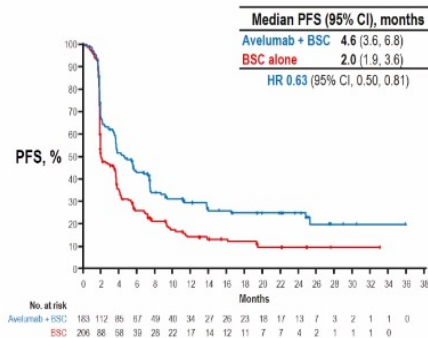 Median PFS (95% CI), months
Avelumab + BSC 4.6 (3.6, 6.8)
BSC alone 2.0 (1.9, 3.6)
HR 0.63 (95% CI, 0.50, 0.81)
PFS, %
100
90
80
70
60
50
40
30
20
10
0
0 2 4 6 8 10 12 14 16 18 20 22 24 26 28 30 32 34 36 38
Months
No. at risk
Avelumab + BSC 183 112 85 67 49 40 34 27 26 23 18 17 13 7 3 2 1 1 0
BSC 206 88 58 39 28 22 17 14 12 11 7 7 4 2 1 1 1 0